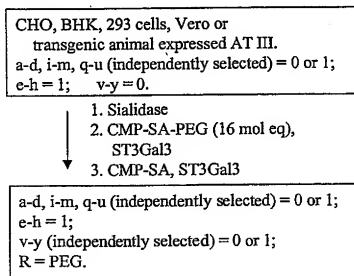 CHO, BHK, 293 cells, Vero or
transgenic animal expressed AT III.
a-d, i-m, q-u (independently selected) = 0 or 1;
e-h = 1; v-y = 0.
1. Sialidase
2. CMP-SA-PEG (16 mol eq),
ST3Gal3
3. CMP-SA, ST3Gal3
a-d, i-m, q-u (independently selected) = 0 or 1;
e-h = 1;
v-y (independently selected) = 0 or 1;
R = PEG.